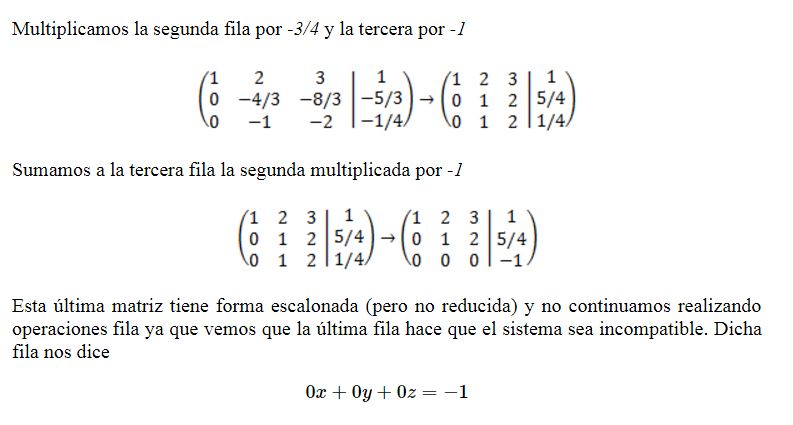 Multiplicamos la segunda fila por -3/4 y la tercera por -1
(1 2 3 | 1
0 −4/3 −8/3 | −5/3
0 −1 −2 | −1/4) → (1 2 3 | 1
0 1 2 | 5/4
0 1 2 | 1/4)
Sumamos a la tercera fila la segunda multiplicada por -1
(1 2 3 | 1
0 1 2 | 5/4
0 1 2 | 1/4) → (1 2 3 | 1
0 1 2 | 5/4
0 0 0 | −1)
Esta última matriz tiene forma escalonada (pero no reducida) y no continuamos realizando
operaciones fila ya que vemos que la última fila hace que el sistema sea incompatible. Dicha
fila nos dice
0x + 0y + 0z = −1